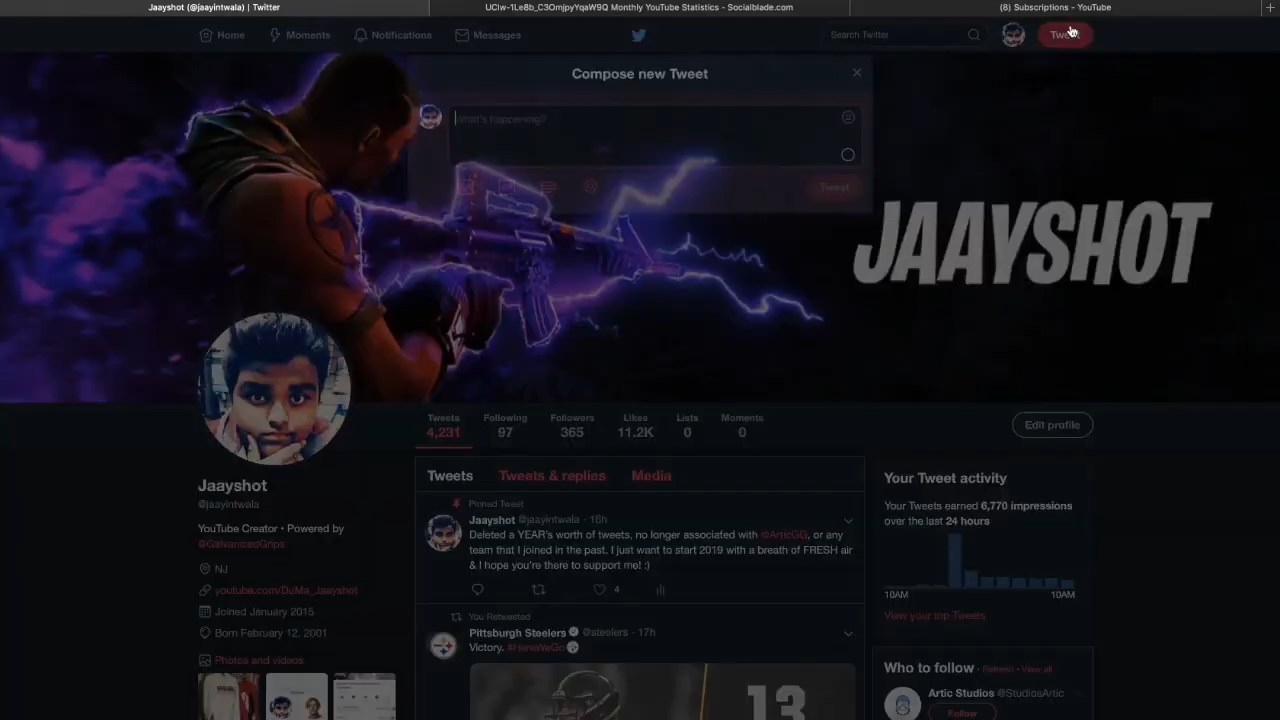 Jaayshot (@jaayintwala) | Twitter
UClw-1Le8b_C3OmjpyYqaW9Q Monthly YouTube Statistics - Socialblade.com
(8) Subscriptions - YouTube
Home
Moments
Notifications
Messages
Search Twitter
Tweet
Compose new Tweet
What's happening?
Tweet
JAAYSHOT
Tweets
4,231
Following
97
Followers
365
Likes
11.2K
Lists
0
Moments
0
Edit profile
Jaayshot
@jaayintwala
YouTube Creator • Powered by
@GalvanizedGrips
NJ
youtube.com/DuMa_Jaayshot
Joined January 2015
Born February 12, 2001
Photos and videos
Tweets
Tweets & replies
Media
Pinned Tweet
Jaayshot @jaayintwala · 16h
Deleted a YEAR's worth of tweets, no longer associated with @ArticGG, or any
team that I joined in the past. I just want to start 2019 with a breath of FRESH air
& I hope you're there to support me! :)
4
You Retweeted
Pittsburgh Steelers @steelers · 17h
Victory. #HereWeGo
13
Your Tweet activity
Your Tweets earned 6,770 impressions
over the last 24 hours
10AM
10AM
View your top Tweets
Who to follow · Refresh · View all
Artic Studios @StudiosArtic
Follow